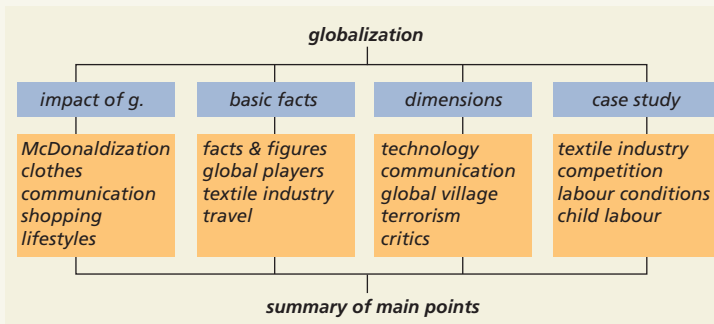 globalization
impact of g.
basic facts
dimensions
case study
McDonaldization
clothes
communication
shopping
lifestyles
facts & figures
global players
textile industry
travel
technology
communication
global village
terrorism
critics
textile industry
competition
labour conditions
child labour
summary of main points